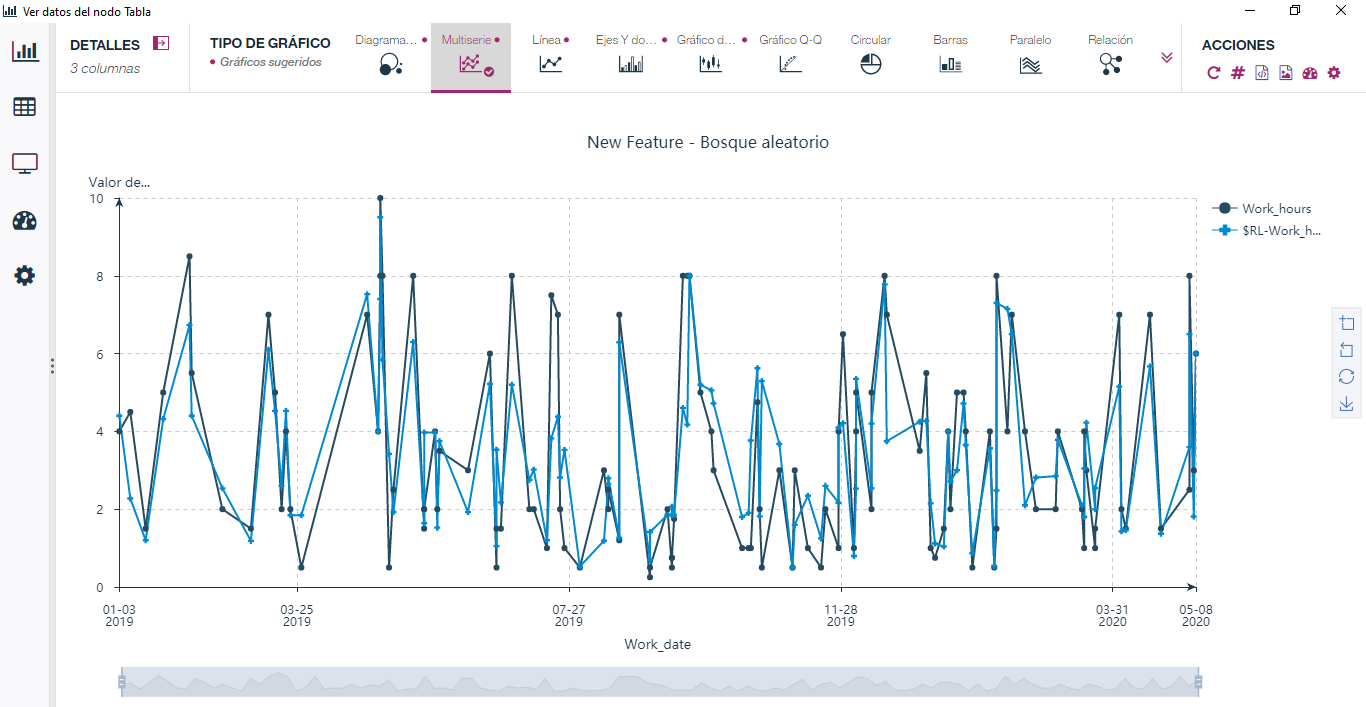 Ver datos del nodo Tabla
DETALLES
3 columnas
TIPO DE GRÁFICO
• Gráficos sugeridos
Diagrama...
Multiserie
Línea
Ejes Y do...
Gráfico d...
Gráfico Q-Q
Circular
Barras
Paralelo
Relación
ACCIONES
New Feature - Bosque aleatorio
Valor de...
10
8
6
4
2
0
01-03
2019
03-25
2019
07-27
2019
11-28
2019
03-31
2020
05-08
2020
Work_date
Work_hours
$RL-Work_h...